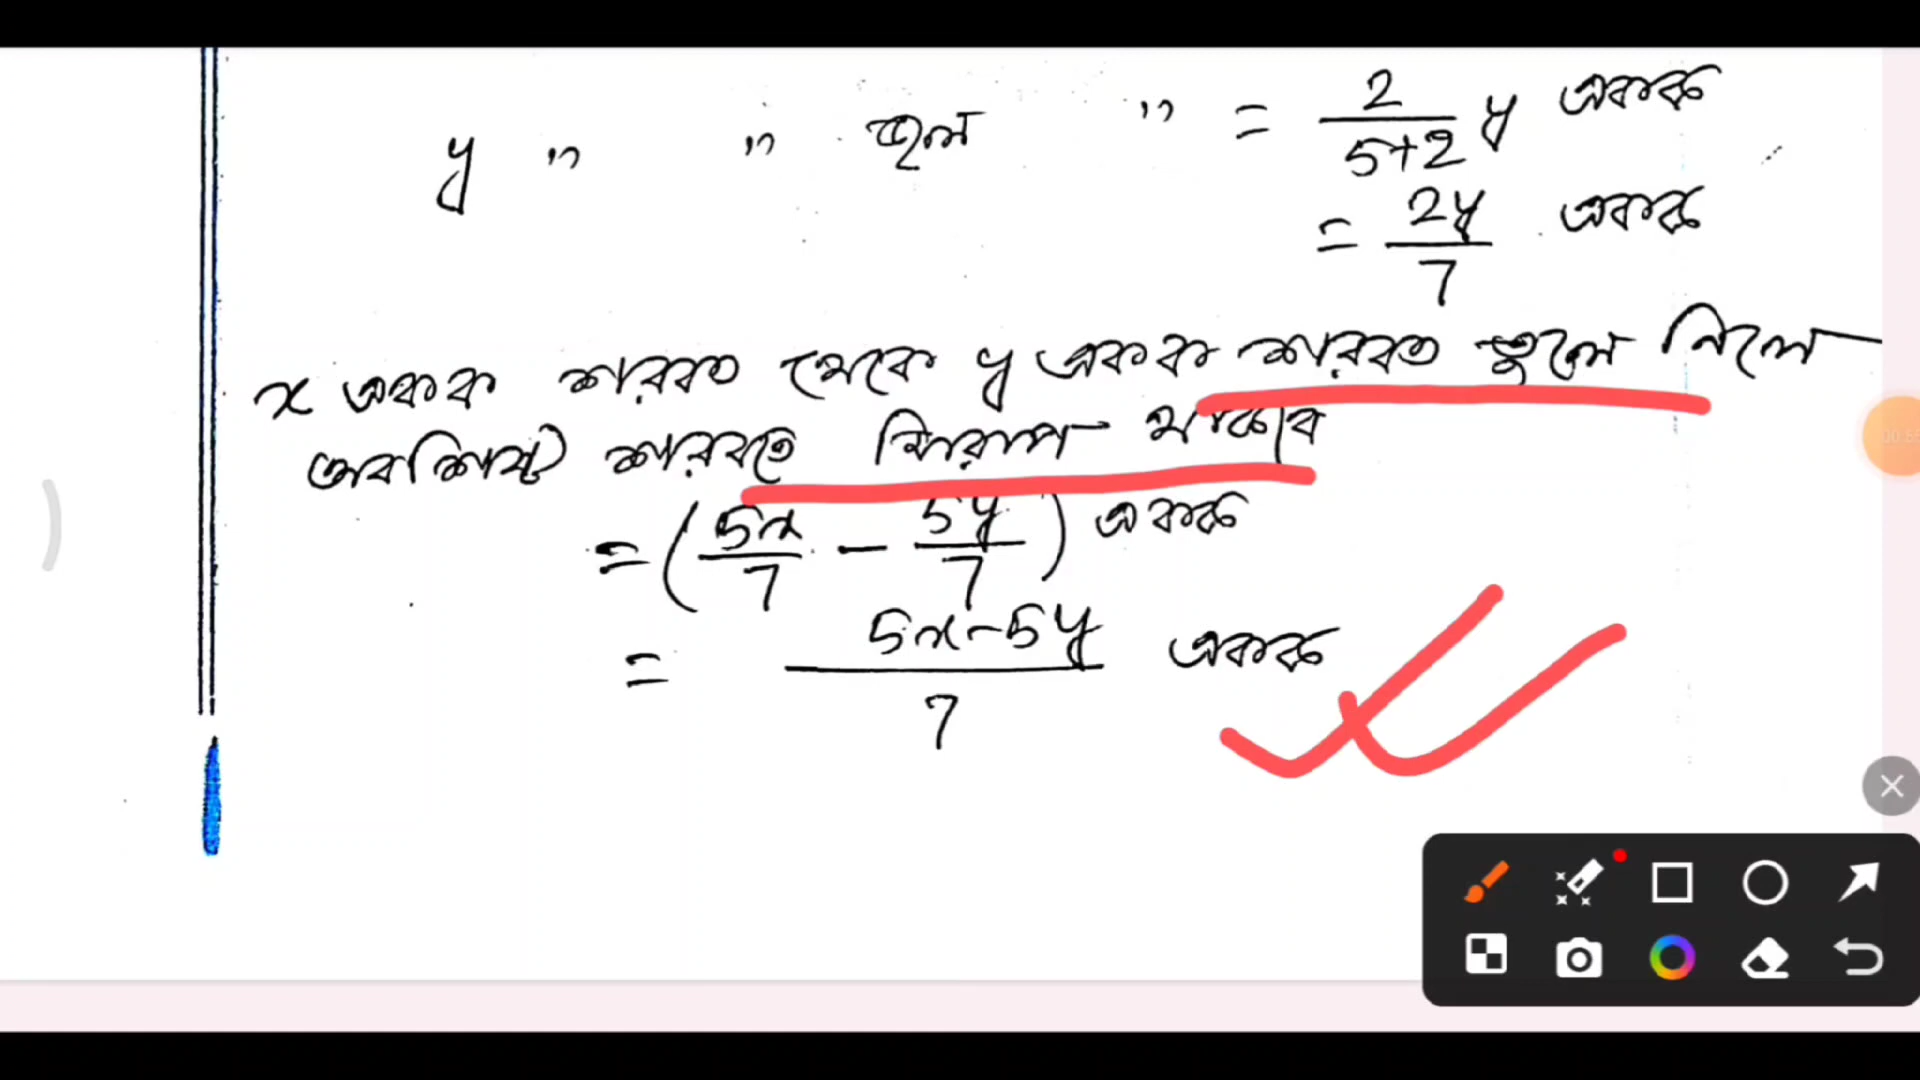 y " " জল " = 2/(5+2) y একক
= 2y/7 একক
x একক শরবত থেকে y একক শরবত তুলে নিলে
অবশিষ্ট শরবতে সিরাপ থাকবে
= (5x/7 - 5y/7) একক
= (5x-5y)/7 একক